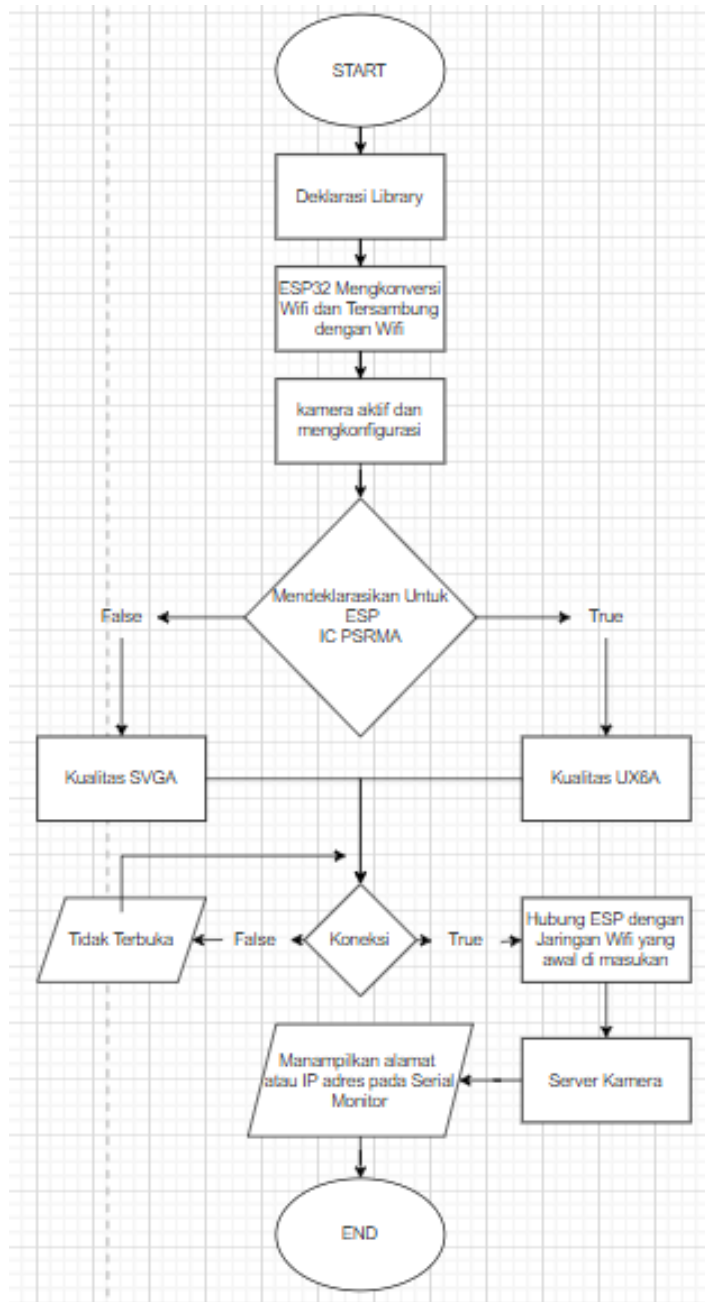 START
Deklarasi Library
ESP32 Mengkonversi
Wifi dan Tersambung
dengan Wifi
kamera aktif dan
mengkonfigurasi
Mendeklarasikan Untuk
ESP
IC PSRMA
False
True
Kualitas SVGA
Kualitas UX6A
Tidak Terbuka
False
Koneksi
True
Hubung ESP dengan
Jaringan Wifi yang
awal di masukan
Manampilkan alamat
atau IP adres pada Serial
Monitor
Server Kamera
END